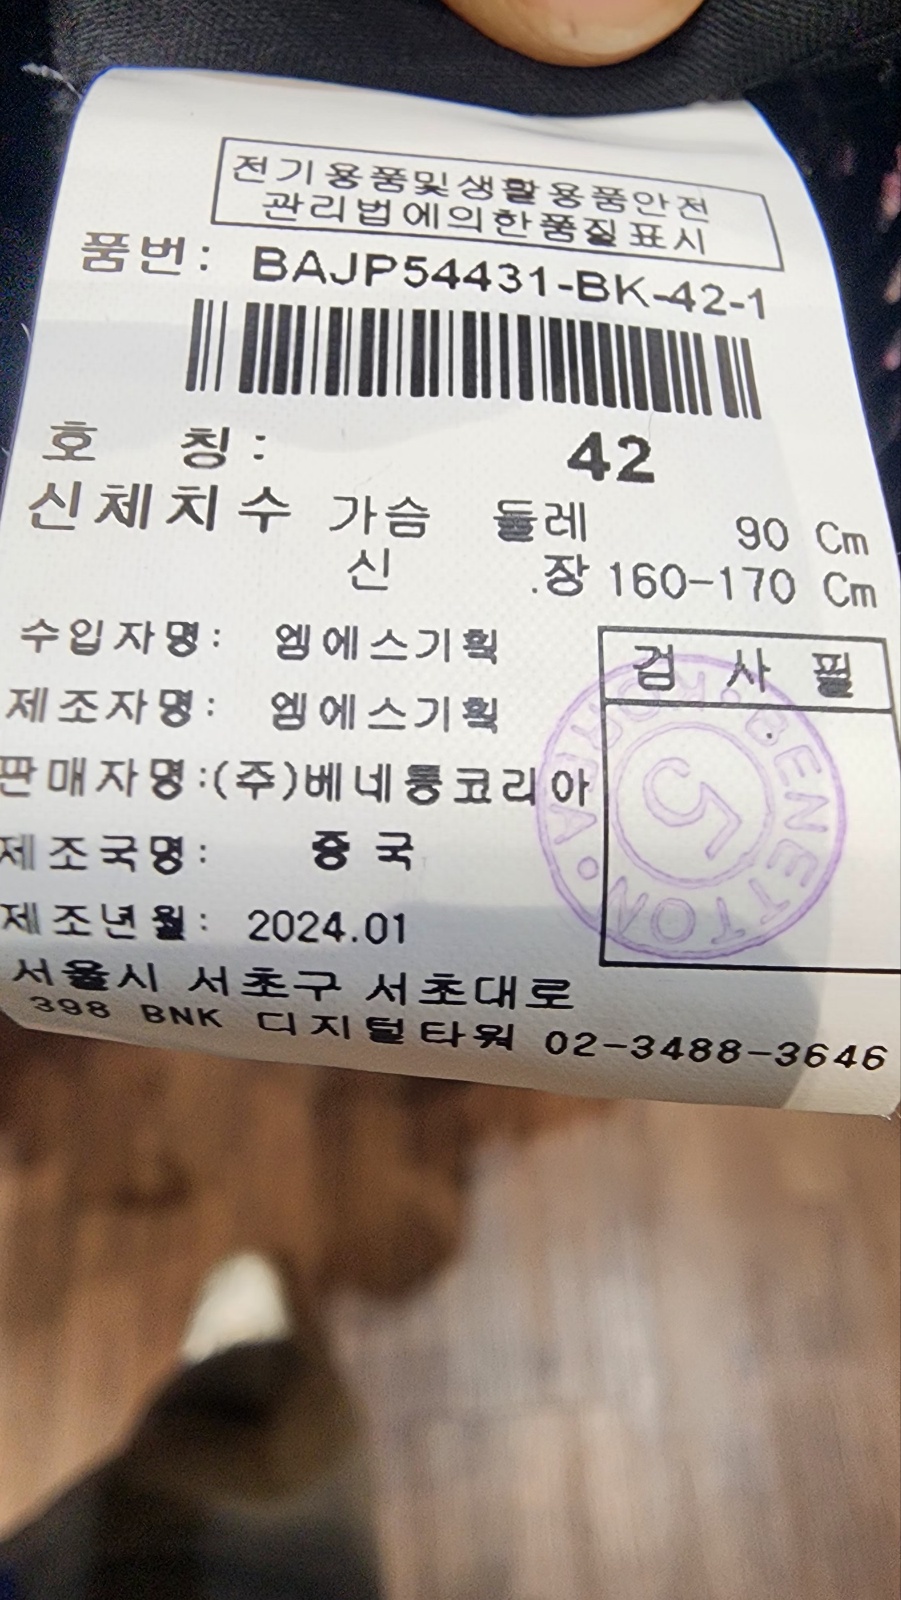 전기용품및생활용품안전
관리법에의한품질표시
품번: BAJP54431-BK-42-1
호 칭: 42
신체치수 가슴 둘레 90 Cm
신 .장 160-170 Cm
수입자명: 엠에스기획
제조자명: 엠에스기획
판매자명:(주)베네통코리아
제조국명: 중국
제조년월: 2024.01
서울시 서초구 서초대로
398 BNK 디지털타워 02-3488-3646
검 사 필
BENETTON KOREA
5